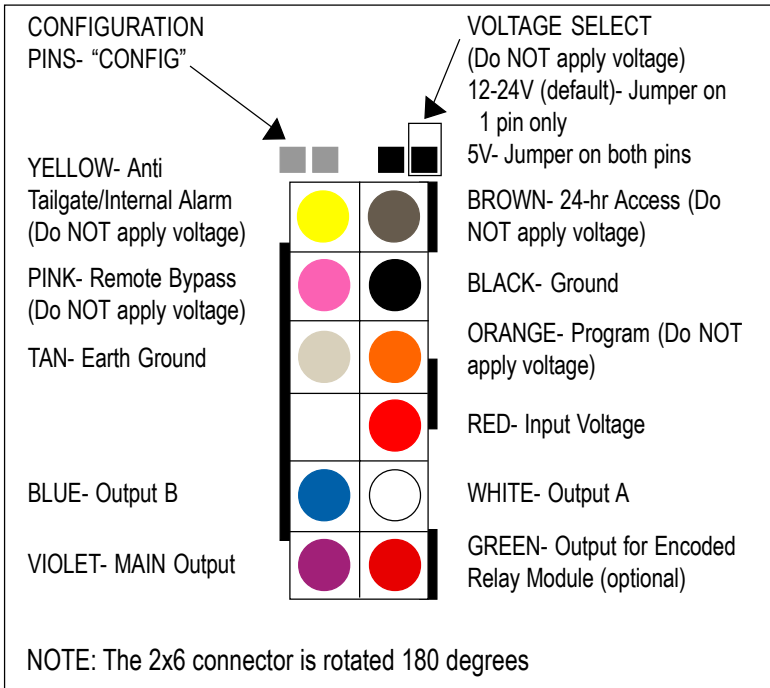 CONFIGURATION
PINS- “CONFIG”
VOLTAGE SELECT
(Do NOT apply voltage)
12-24V (default)- Jumper on
1 pin only
5V- Jumper on both pins
YELLOW- Anti
Tailgate/Internal Alarm
(Do NOT apply voltage)
BROWN- 24-hr Access (Do
NOT apply voltage)
PINK- Remote Bypass
(Do NOT apply voltage)
BLACK- Ground
TAN- Earth Ground
ORANGE- Program (Do NOT
apply voltage)
RED- Input Voltage
BLUE- Output B
WHITE- Output A
VIOLET- MAIN Output
GREEN- Output for Encoded
Relay Module (optional)
NOTE: The 2x6 connector is rotated 180 degrees